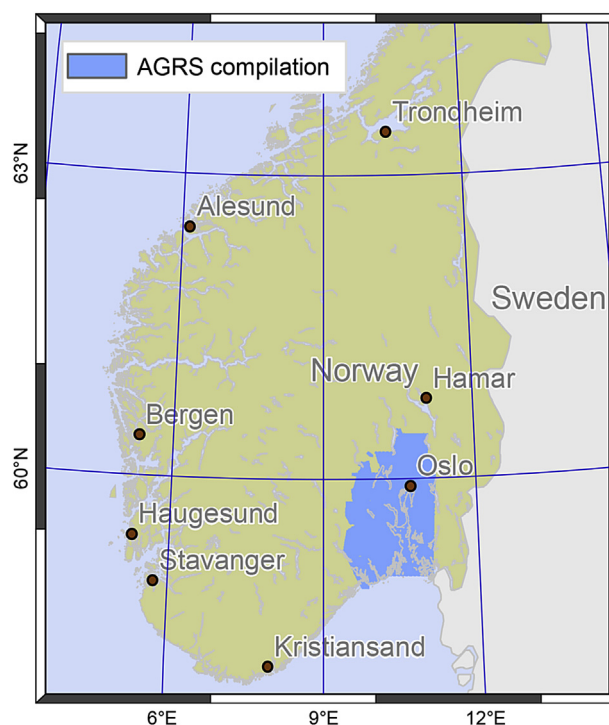 AGRS compilation
Trondheim
63°N
Alesund
Sweden
Norway
Hamar
Bergen
60°N
Oslo
Haugesund
Stavanger
Kristiansand
6°E 9°E 12°E